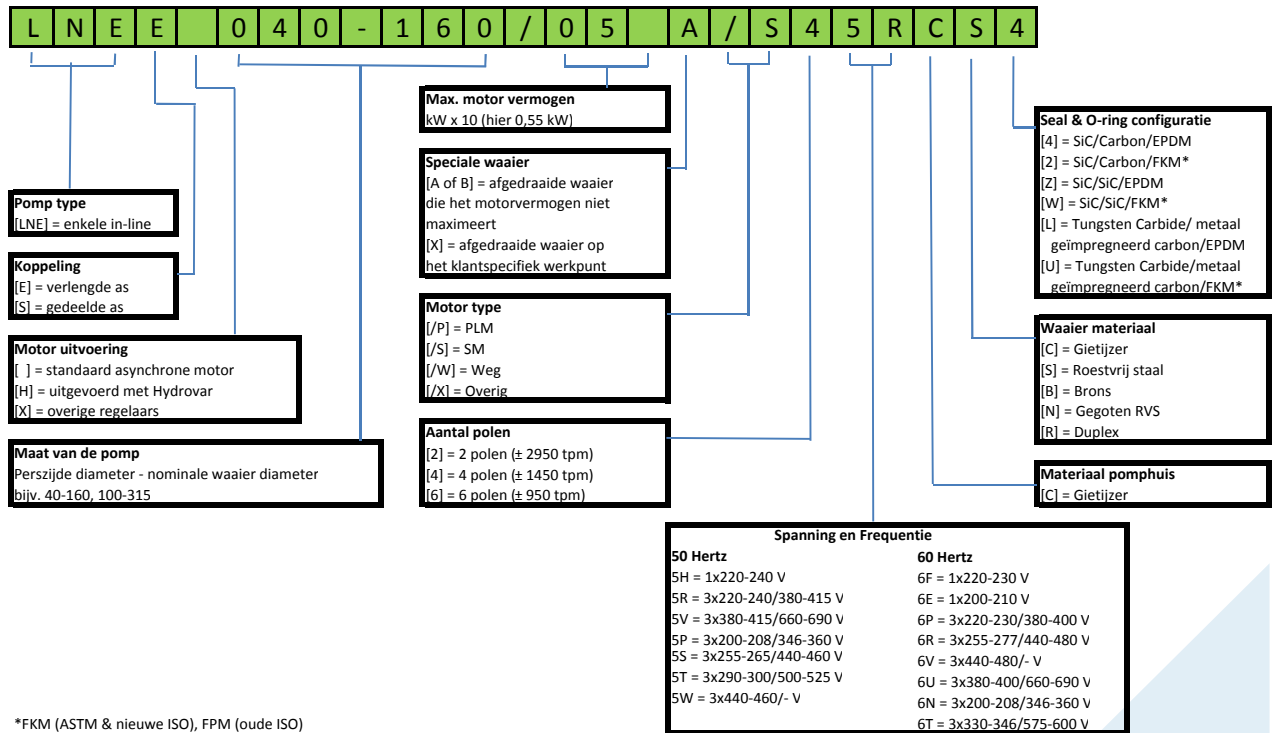 L N E E 0 4 0 - 1 6 0 / 0 5 A / S 4 5 R C S 4
Pomp type
[LNE] = enkele in-line
Koppeling
[E] = verlengde as
[S] = gedeelde as
Motor uitvoering
[ ] = standaard asynchrone motor
[H] = uitgevoerd met Hydrovar
[X] = overige regelaars
Maat van de pomp
Perszijde diameter - nominale waaier diameter
bijv. 40-160, 100-315
Max. motor vermogen
kW x 10 (hier 0,55 kW)
Speciale waaier
[A of B] = afgedraaide waaier
die het motorvermogen niet
maximeert
[X] = afgedraaide waaier op
het klantspecifiek werkpunt
Motor type
[/P] = PLM
[/S] = SM
[/W] = Weg
[/X] = Overig
Aantal polen
[2] = 2 polen (± 2950 tpm)
[4] = 4 polen (± 1450 tpm)
[6] = 6 polen (± 950 tpm)
Seal & O-ring configuratie
[4] = SiC/Carbon/EPDM
[2] = SiC/Carbon/FKM*
[Z] = SiC/SiC/EPDM
[W] = SiC/SiC/FKM*
[L] = Tungsten Carbide/ metaal
geïmpregneerd carbon/EPDM
[U] = Tungsten Carbide/metaal
geïmpregneerd carbon/FKM*
Waaier materiaal
[C] = Gietijzer
[S] = Roestvrij staal
[B] = Brons
[N] = Gegoten RVS
[R] = Duplex
Materiaal pomphuis
[C] = Gietijzer
Spanning en Frequentie
50 Hertz
5H = 1x220-240 V
5R = 3x220-240/380-415 V
5V = 3x380-415/660-690 V
5P = 3x200-208/346-360 V
5S = 3x255-265/440-460 V
5T = 3x290-300/500-525 V
5W = 3x440-460/- V
60 Hertz
6F = 1x220-230 V
6E = 1x200-210 V
6P = 3x220-230/380-400 V
6R = 3x255-277/440-480 V
6V = 3x440-480/- V
6U = 3x380-400/660-690 V
6N = 3x200-208/346-360 V
6T = 3x330-346/575-600 V
*FKM (ASTM & nieuwe ISO), FPM (oude ISO)